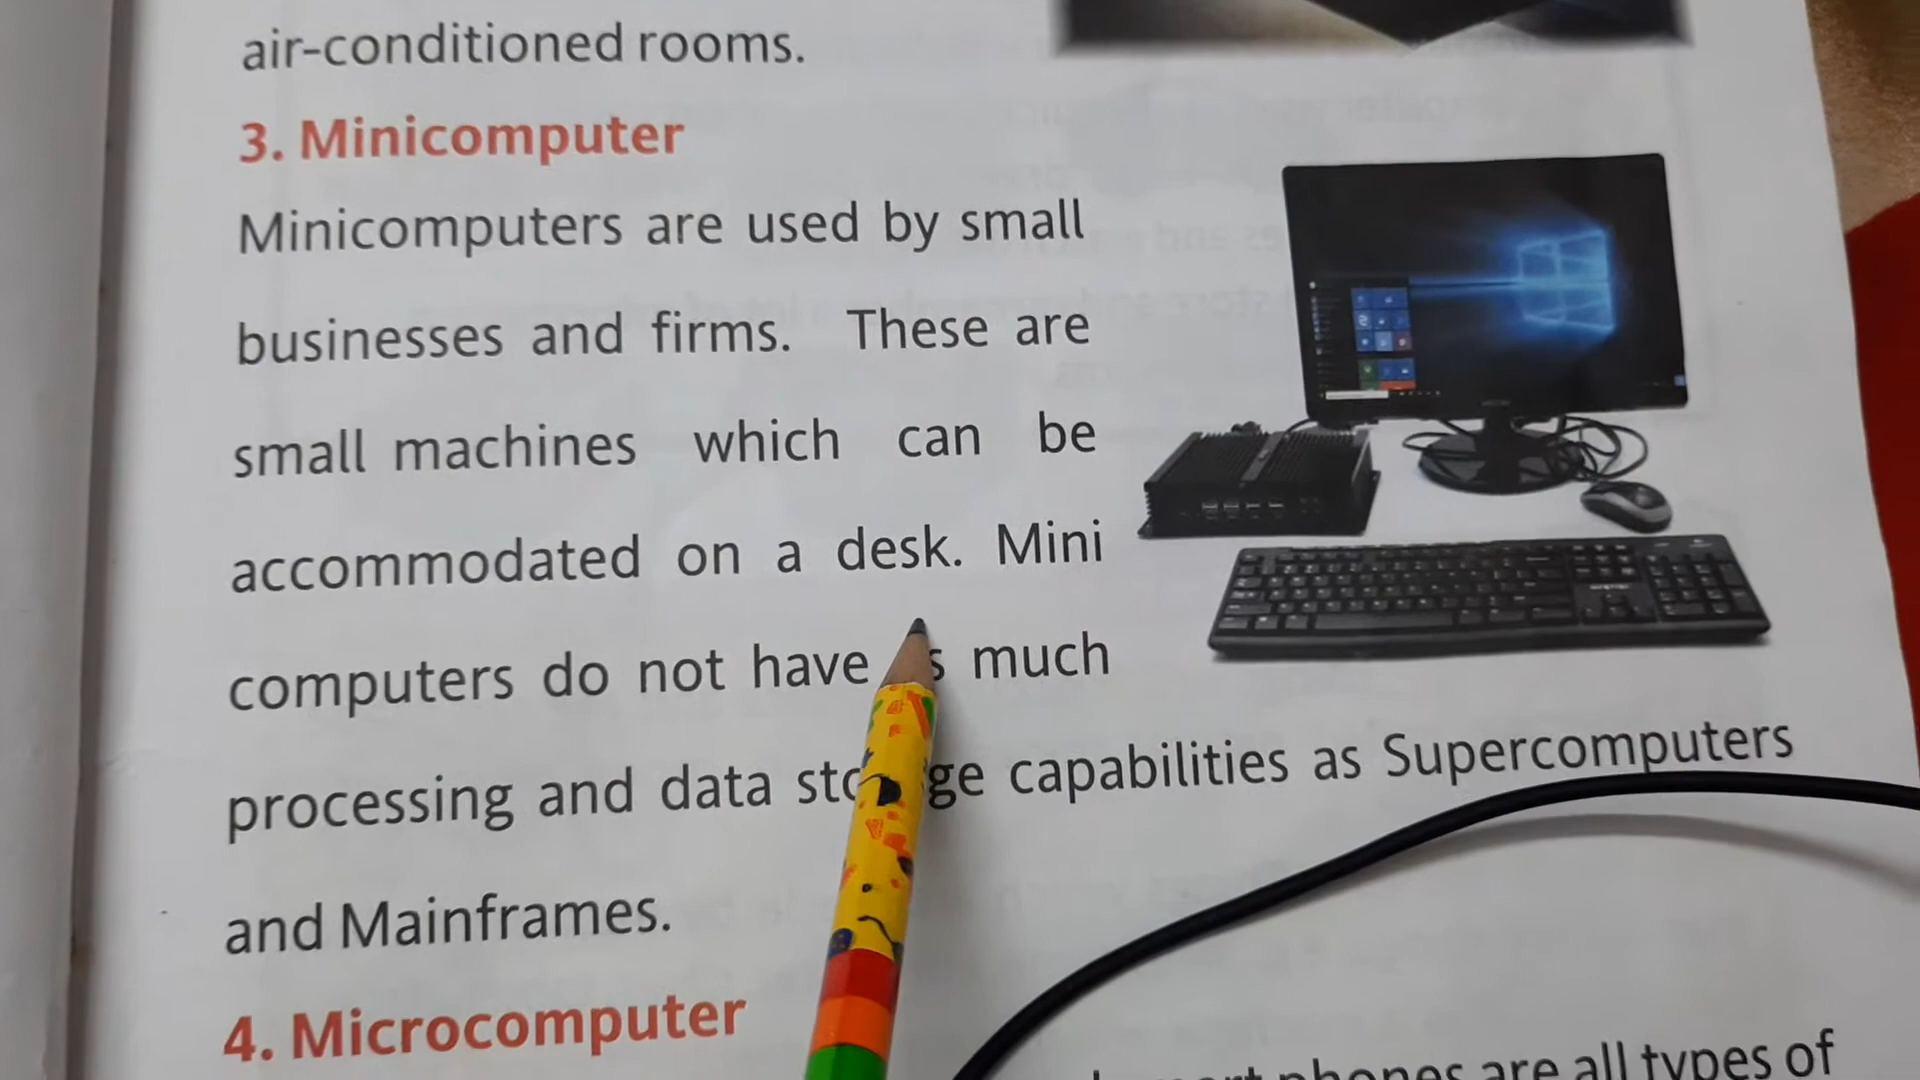 air-conditioned rooms.
3. Minicomputer
Minicomputers are used by small
businesses and firms. These are
small machines which can be
accommodated on a desk. Mini
computers do not have much
processing and data capabilities as Supercomputers
and Mainframes.
4. Microcomputer
phones are all types of